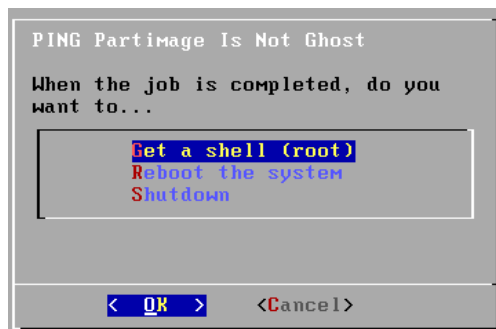 PING Partimage Is Not Ghost
When the job is completed, do you
want to...
Get a shell (root)
Reboot the system
Shutdown
< OK > <Cancel>